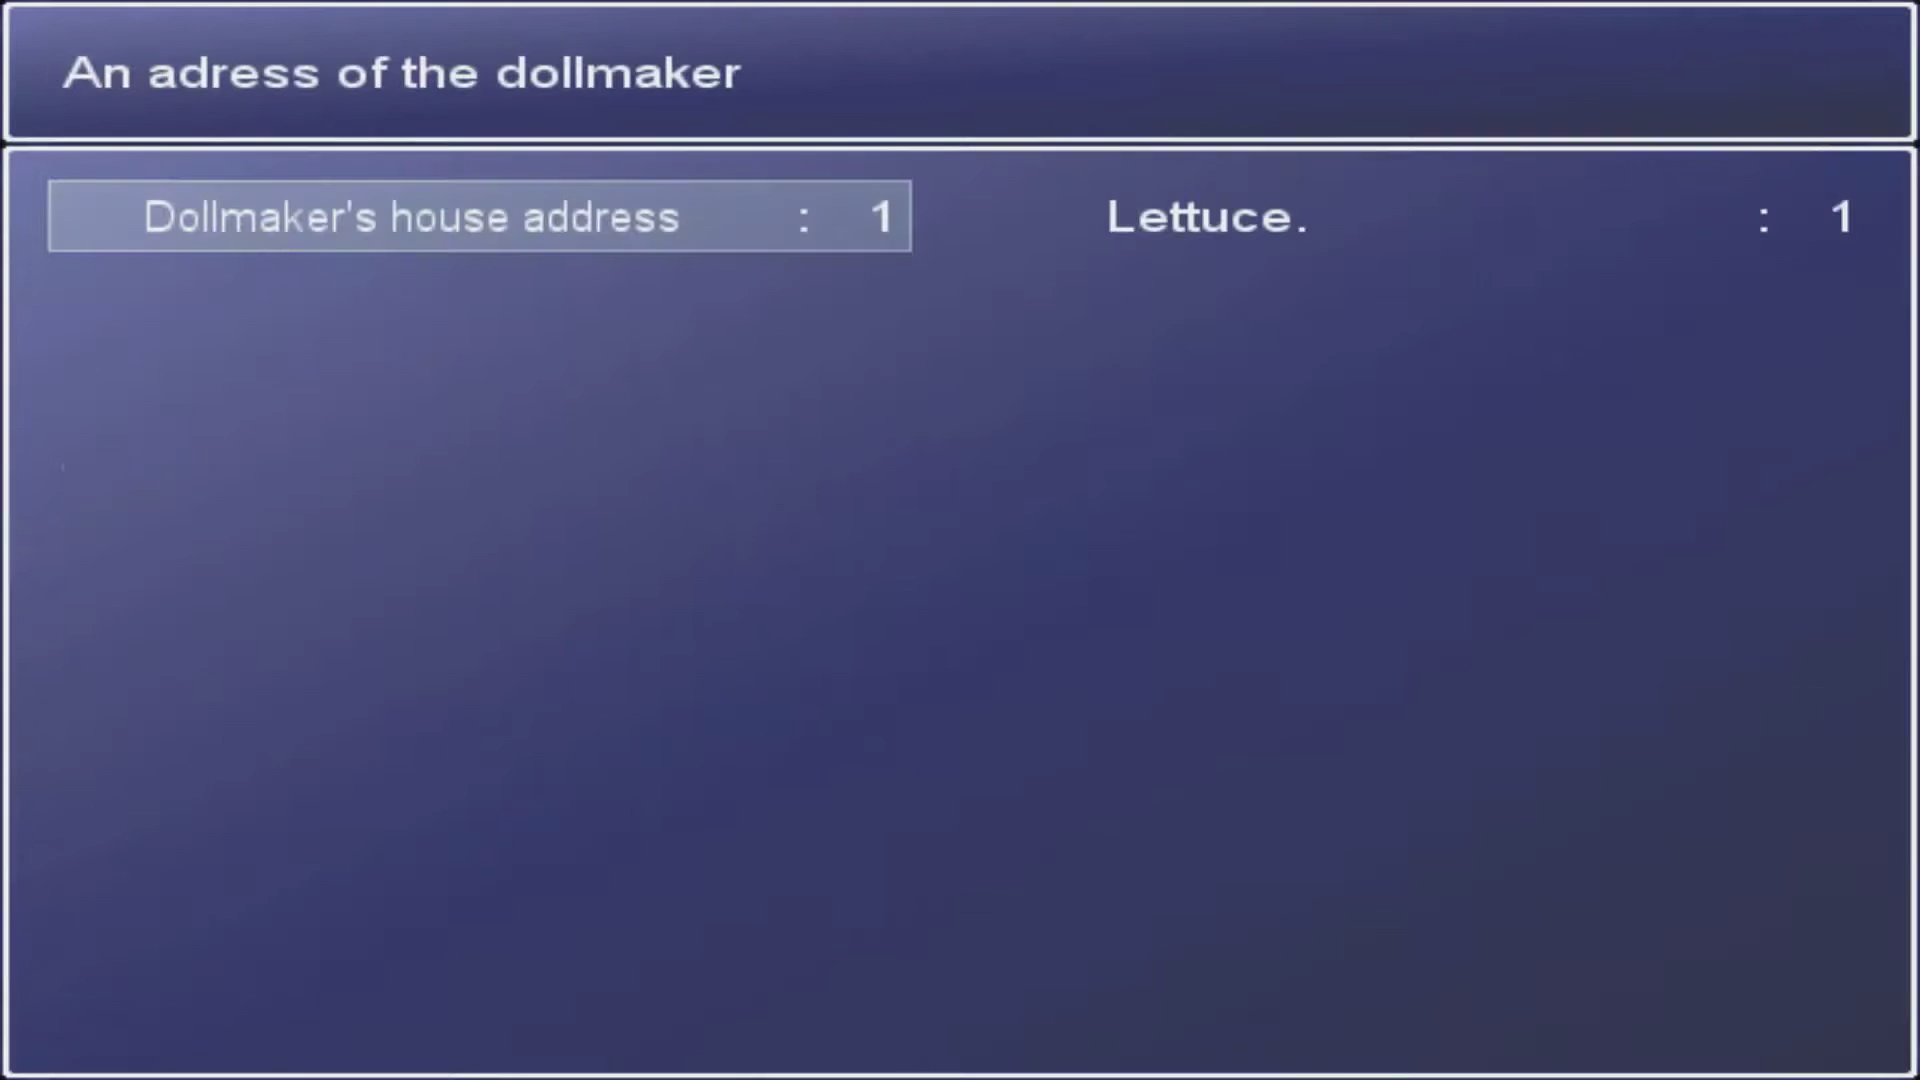 An adress of the dollmaker
Dollmaker's house address : 1
Lettuce. : 1